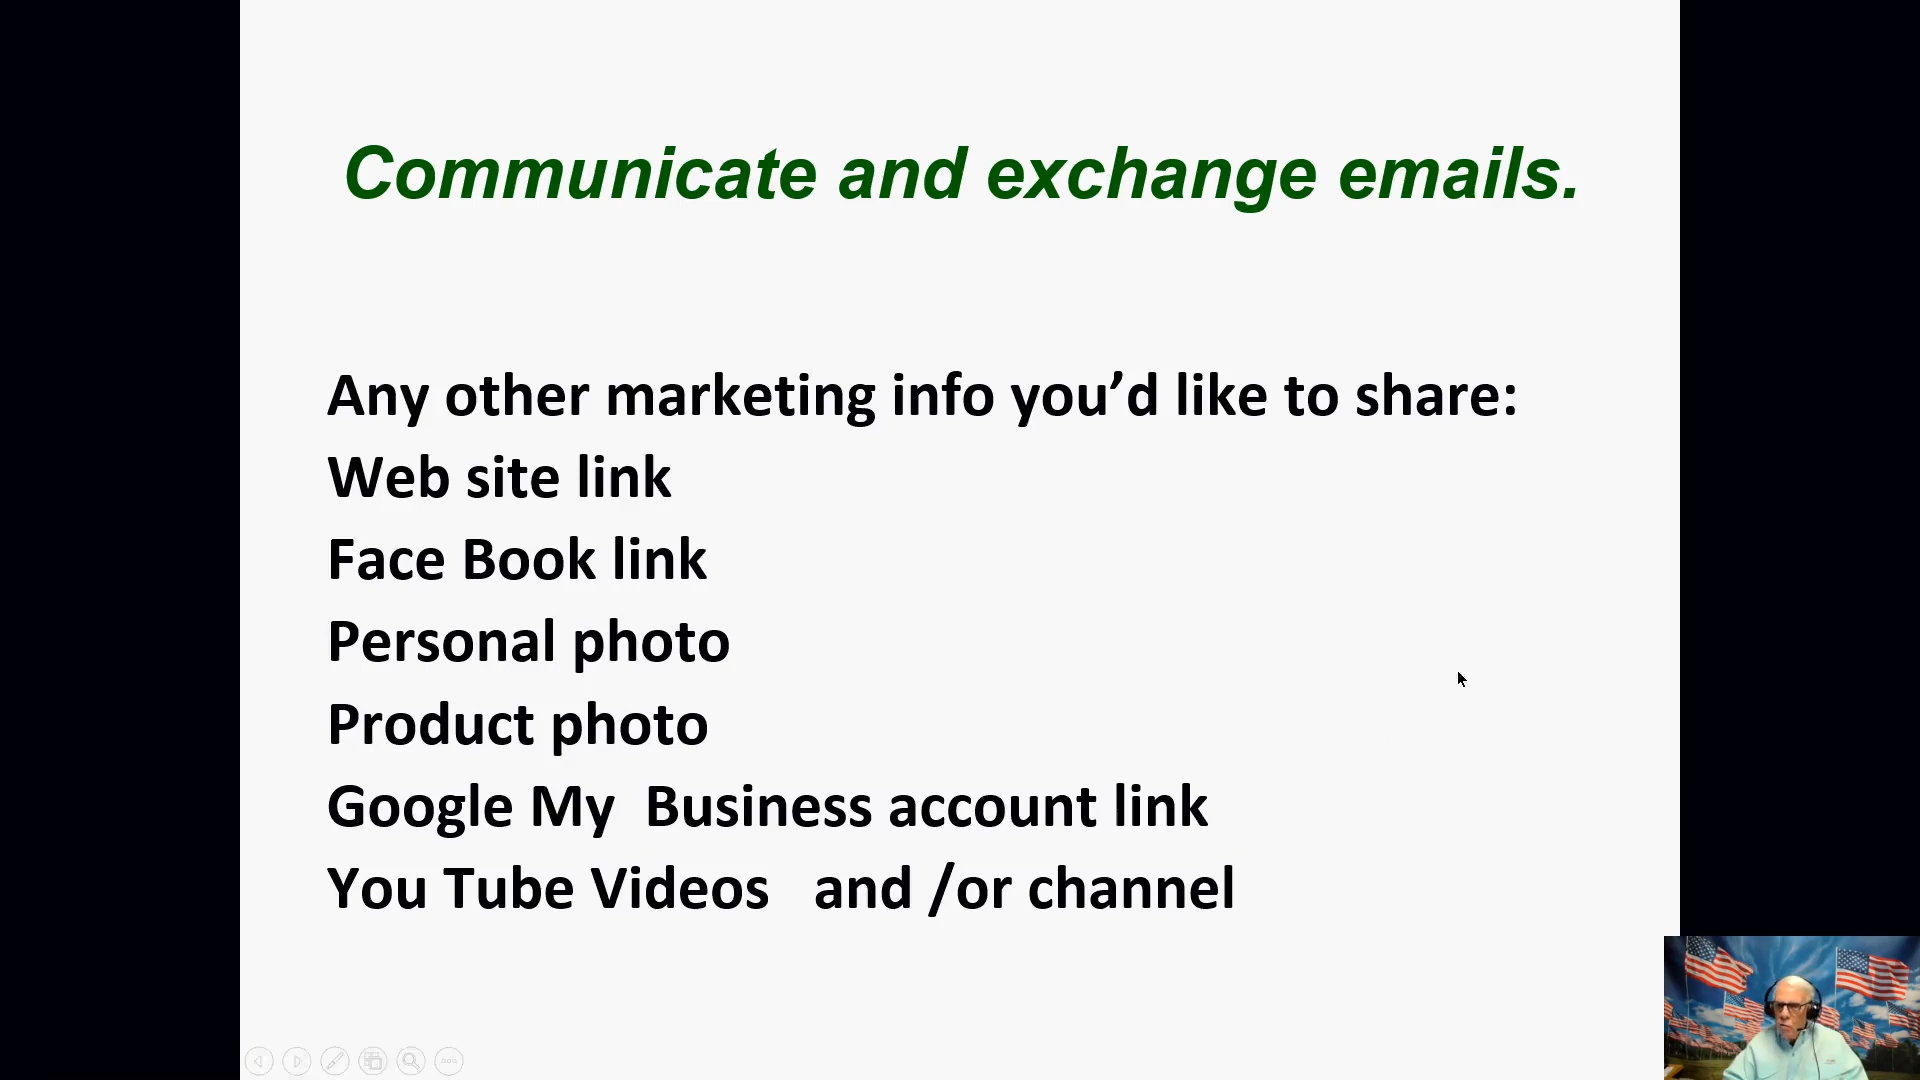 Communicate and exchange emails.
Any other marketing info you’d like to share:
Web site link
Face Book link
Personal photo
Product photo
Google My  Business account link
You Tube Videos   and /or channel